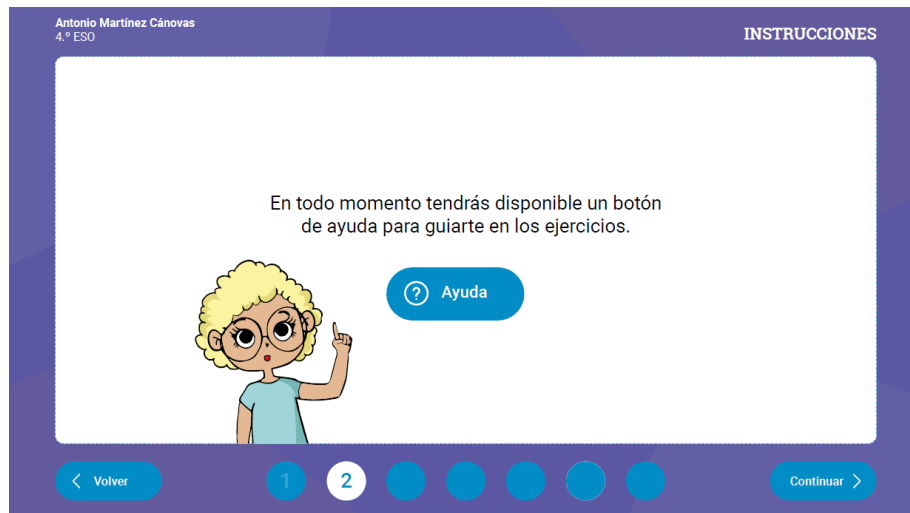 Antonio Martínez Cánovas
4.º ESO
INSTRUCCIONES
En todo momento tendrás disponible un botón
de ayuda para guiarte en los ejercicios.
? Ayuda
Volver
1
2
Continuar